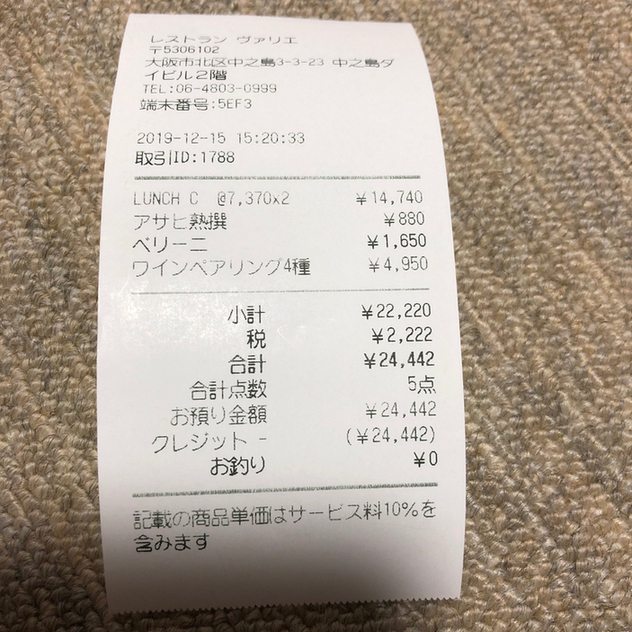 レストラン ヴァリエ
〒5306102
大阪市北区中之島3-3-23 中之島ダ
イビル2階
TEL:06-4803-0999
端末番号:5EF3
2019-12-15 15:20:33
取引ID:1788
LUNCH C @7,370x2 ¥14,740
アサヒ熟撰 ¥880
ベリーニ ¥1,650
ワインペアリング4種 ¥4,950
小計 ¥22,220
税 ¥2,222
合計 ¥24,442
合計点数 5点
お預り金額 ¥24,442
クレジット - (¥24,442)
お釣り ¥0
記載の商品単価はサービス料10%を
含みます